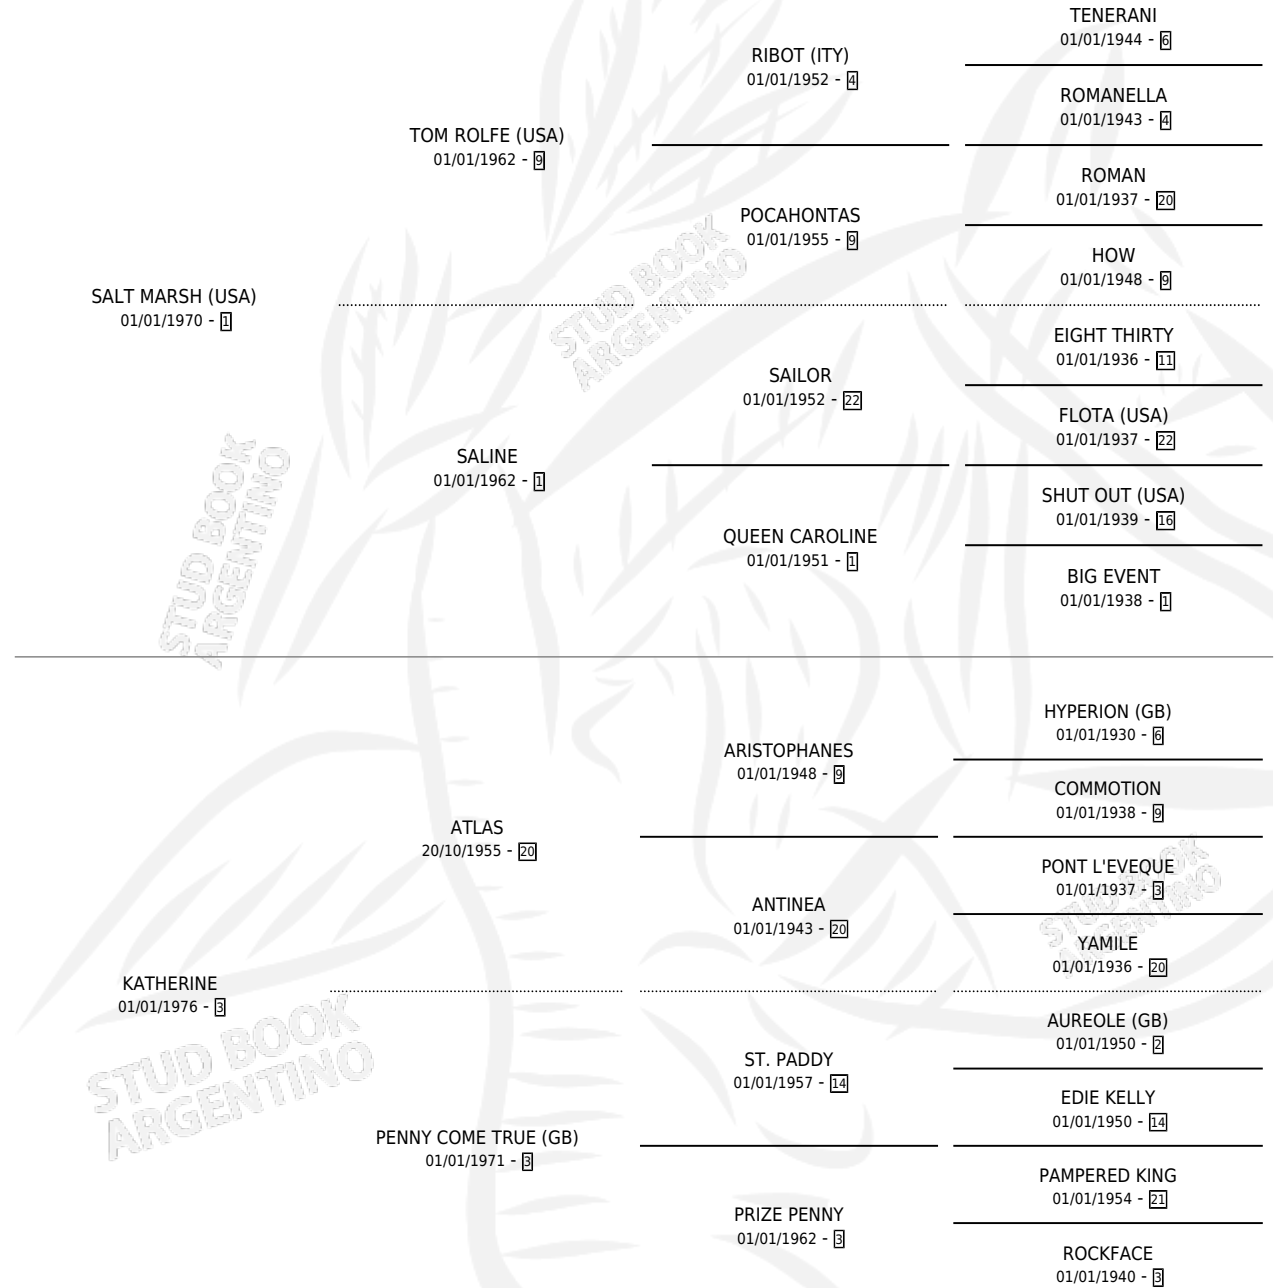 TENERANI
01/01/1944 - 6
RIBOT (ITY)
01/01/1952 - 4
ROMANELLA
01/01/1943 - 4
TOM ROLFE (USA)
01/01/1962 - 9
ROMAN
01/01/1937 - 20
POCAHONTAS
01/01/1955 - 9
HOW
01/01/1948 - 9
SALT MARSH (USA)
01/01/1970 - 1
STUD BOOK
ARGENTINO
EIGHT THIRTY
01/01/1936 - 11
SAILOR
01/01/1952 - 22
FLOTA (USA)
01/01/1937 - 22
SALINE
01/01/1962 - 1
STUD BOOK
ARGENTINO
SHUT OUT (USA)
01/01/1939 - 16
QUEEN CAROLINE
01/01/1951 - 1
BIG EVENT
01/01/1938 - 1
HYPERION (GB)
01/01/1930 - 6
ARISTOPHANES
01/01/1948 - 9
COMMOTION
01/01/1938 - 9
ATLAS
20/10/1955 - 20
PONT L'EVEQUE
01/01/1937 - 3
ANTINEA
01/01/1943 - 20
STUD BOOK
ARGENTINO
YAMILE
01/01/1936 - 20
KATHERINE
01/01/1976 - 3
AUREOLE (GB)
01/01/1950 - 2
ST. PADDY
01/01/1957 - 14
STUD BOOK
ARGENTINO
EDIE KELLY
01/01/1950 - 14
PENNY COME TRUE (GB)
01/01/1971 - 3
PAMPERED KING
01/01/1954 - 21
PRIZE PENNY
01/01/1962 - 3
ROCKFACE
01/01/1940 - 3